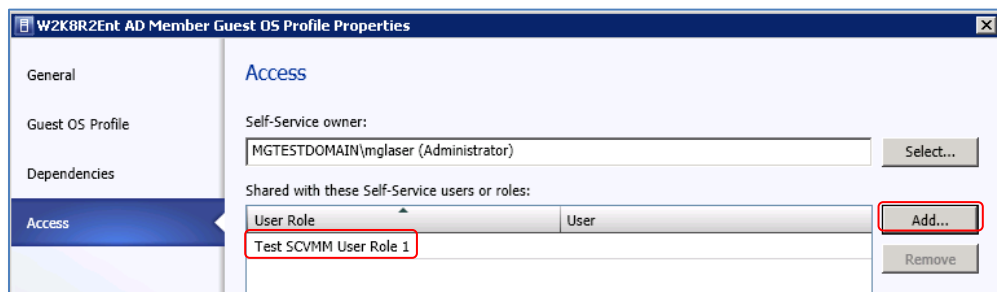 W2K8R2Ent AD Member Guest OS Profile Properties
General
Guest OS Profile
Dependencies
Access
Access
Self-Service owner:
MGTESTDOMAIN\mglaser (Administrator)
Select...
Shared with these Self-Service users or roles:
User Role User
Add...
Test SCVMM User Role 1
Remove